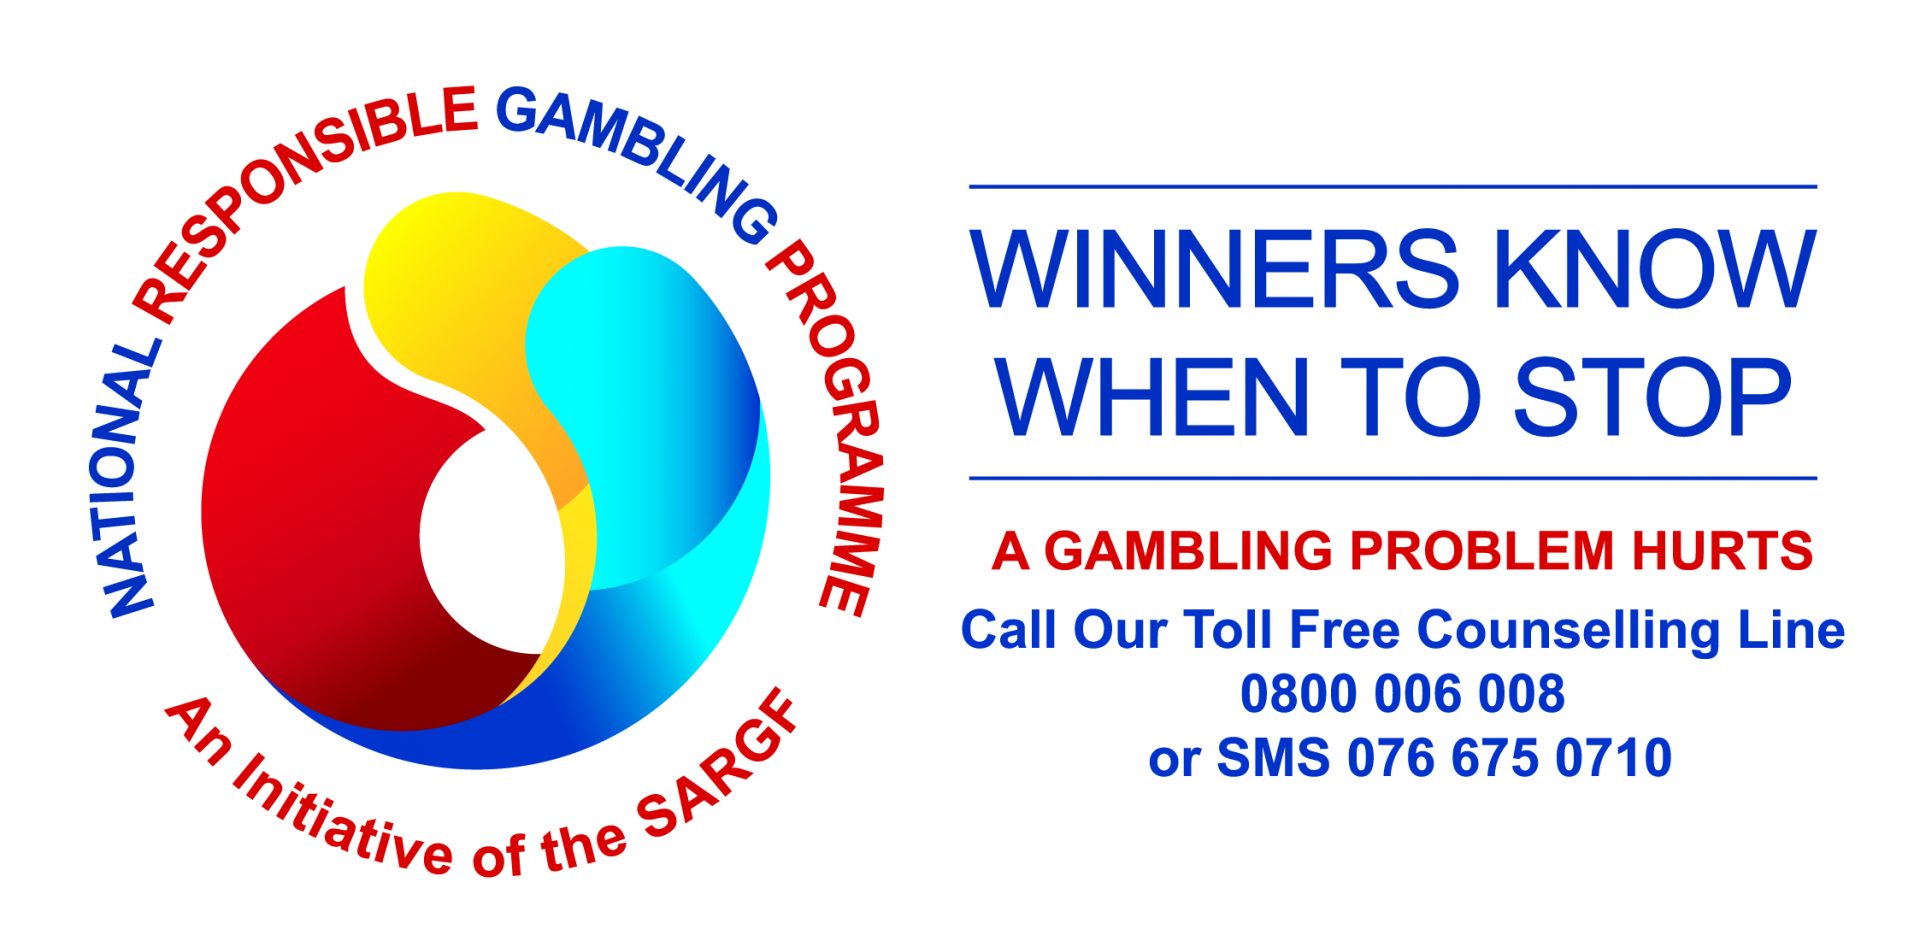 NATIONAL RESPONSIBLE GAMBLING PROGRAMME
An Initiative of the SARGF
WINNERS KNOW
WHEN TO STOP
A GAMBLING PROBLEM HURTS
Call Our Toll Free Counselling Line
0800 006 008
or SMS 076 675 0710